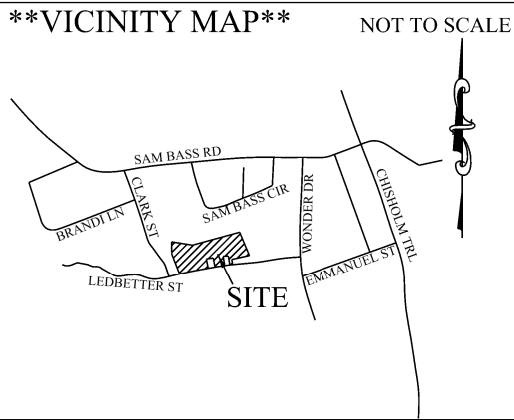 **VICINITY MAP**
NOT TO SCALE
SAM BASS RD
CLARK ST
BRANDI LN
SAM BASS CIR
WONDER DR
CHISHOLM TRL
EMMANUEL ST
LEDBETTER ST
SITE